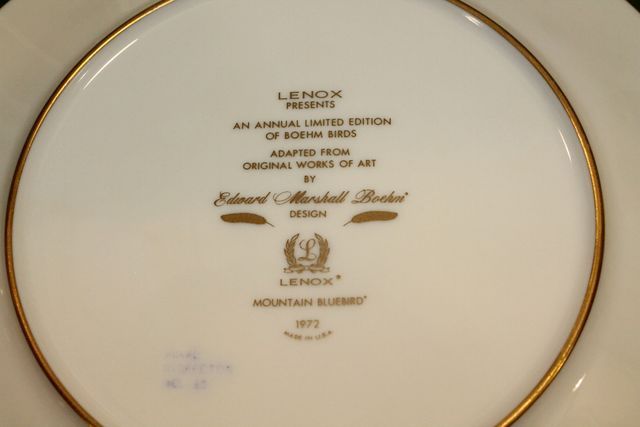 LENOX
PRESENTS
AN ANNUAL LIMITED EDITION
OF BOEHM BIRDS
ADAPTED FROM
ORIGINAL WORKS OF ART
BY
Edward Marshall Boehm*
DESIGN
L
LENOX®
MOUNTAIN BLUEBIRD*
1972
MADE IN U.S.A.